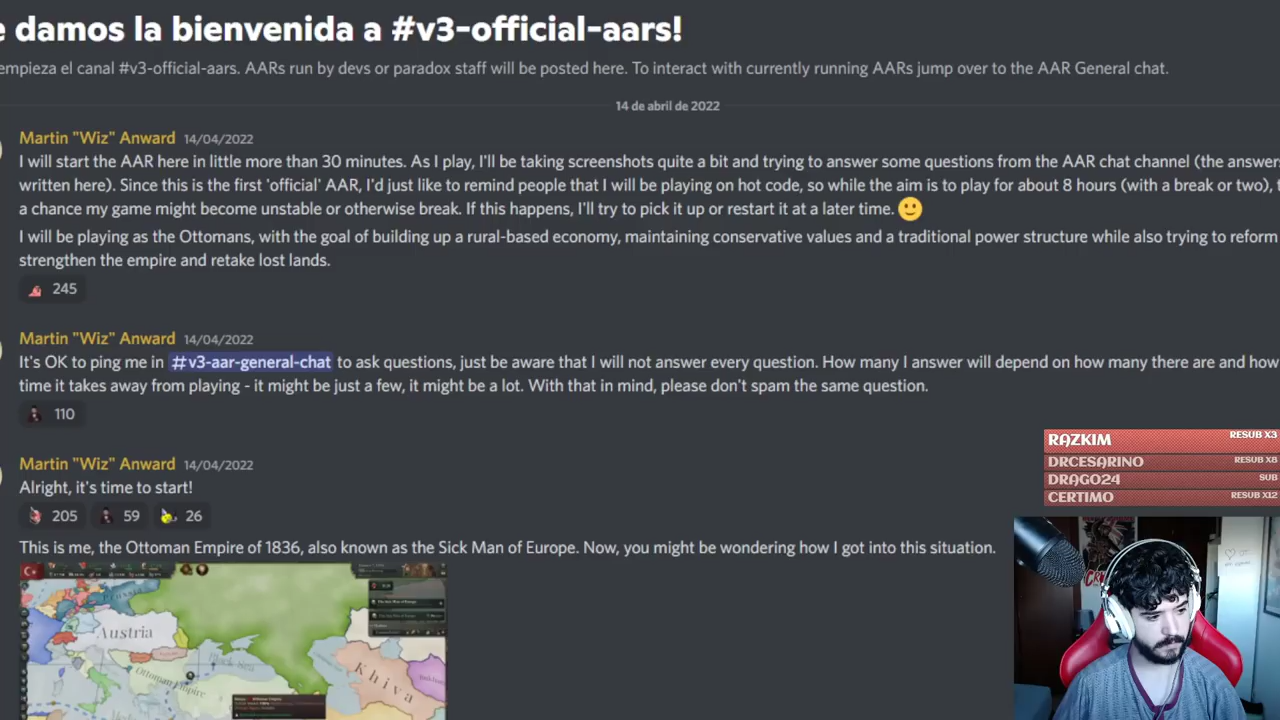 e damos la bienvenida a #v3-official-aars!
empieza el canal #v3-official-aars. AARs run by devs or paradox staff will be posted here. To interact with currently running AARs jump over to the AAR General chat.
14 de abril de 2022
Martin "Wiz" Anward 14/04/2022
I will start the AAR here in little more than 30 minutes. As I play, I'll be taking screenshots quite a bit and trying to answer some questions from the AAR chat channel (the answer
written here). Since this is the first 'official' AAR, I'd just like to remind people that I will be playing on hot code, so while the aim is to play for about 8 hours (with a break or two),
a chance my game might become unstable or otherwise break. If this happens, I'll try to pick it up or restart it at a later time. 🙂
I will be playing as the Ottomans, with the goal of building up a rural-based economy, maintaining conservative values and a traditional power structure while also trying to reform
strengthen the empire and retake lost lands.
245
Martin "Wiz" Anward 14/04/2022
It's OK to ping me in #v3-aar-general-chat to ask questions, just be aware that I will not answer every question. How many I answer will depend on how many there are and how
time it takes away from playing - it might be just a few, it might be a lot. With that in mind, please don't spam the same question.
110
RAZKIM RESUB X3
DRCESARINO RESUB X8
DRAGO24 SUB
CERTIMO RESUB X12
Martin "Wiz" Anward 14/04/2022
Alright, it's time to start!
205 59 26
This is me, the Ottoman Empire of 1836, also known as the Sick Man of Europe. Now, you might be wondering how I got into this situation.
Prussia
Austria
Black Sea
Ottoman Empire
Khiva